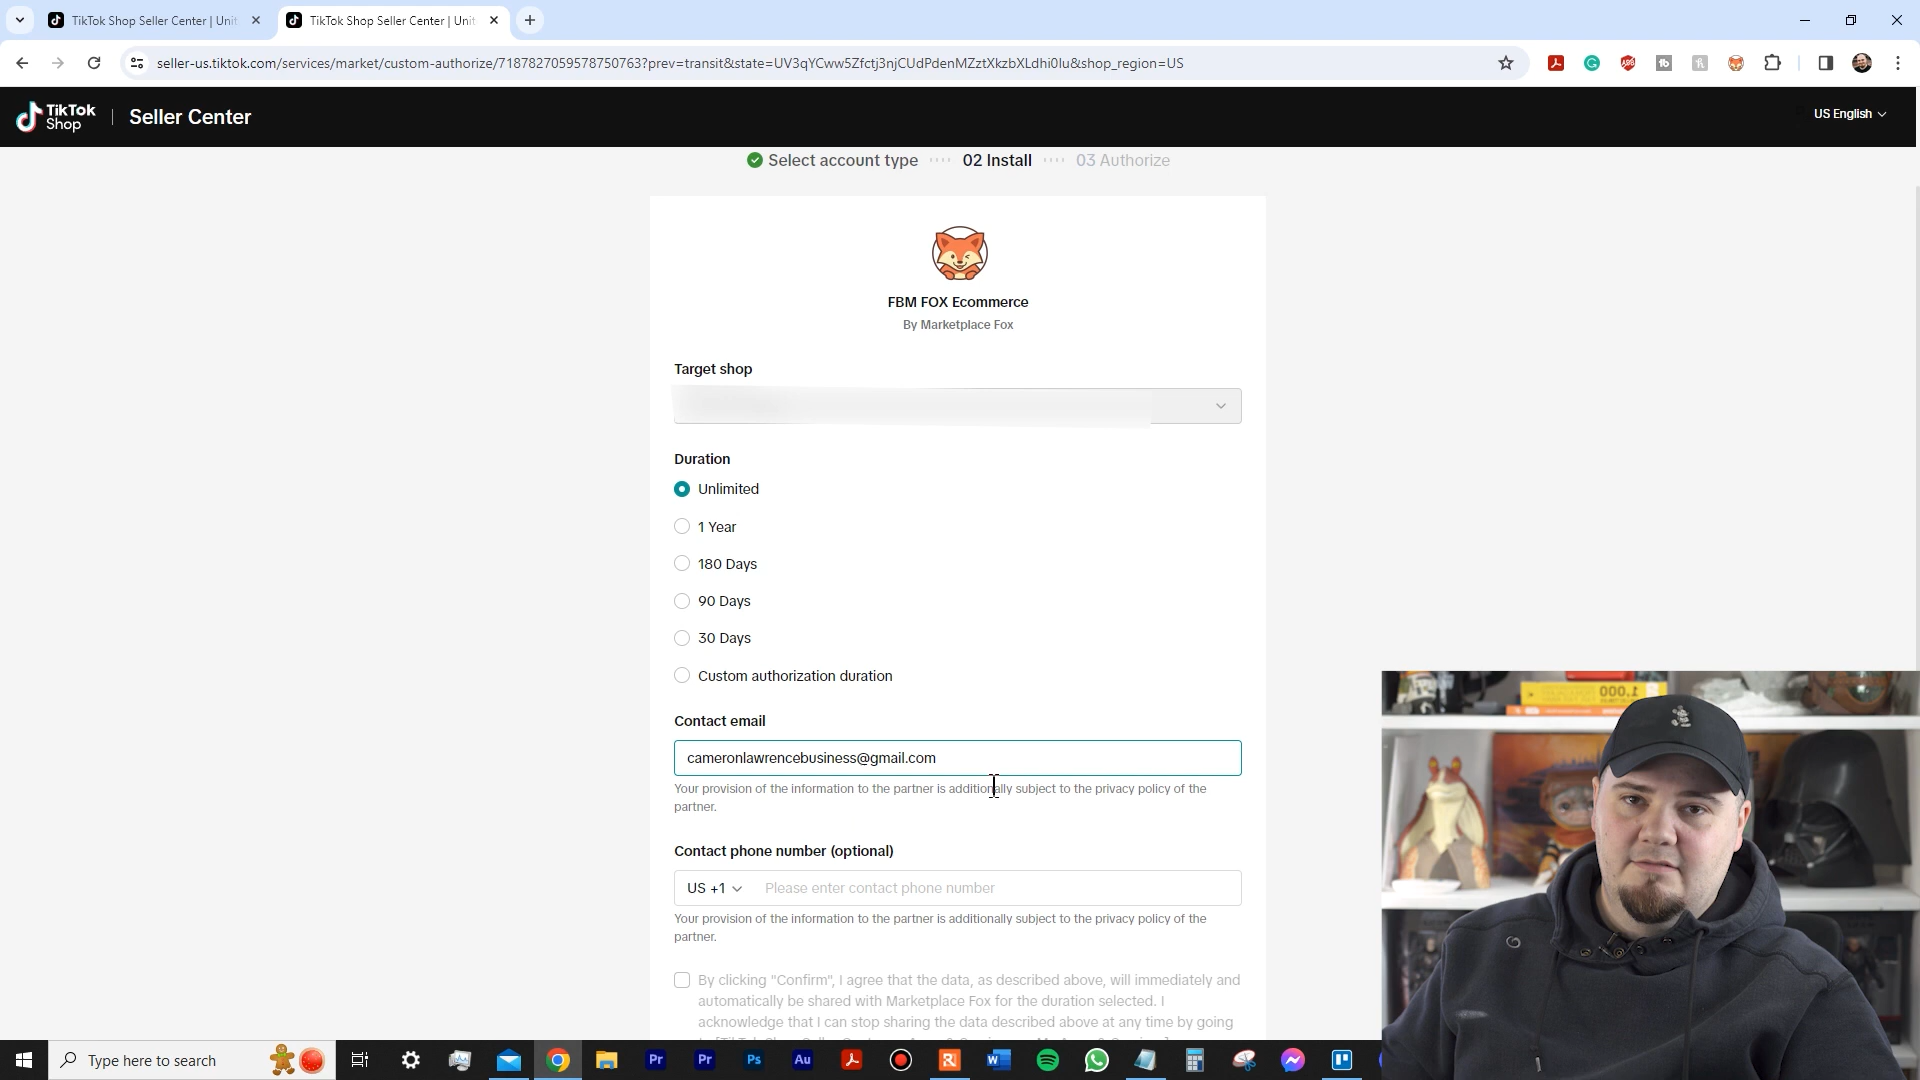 TikTok Shop Seller Center | Unit
TikTok Shop Seller Center | Unit
seller-us.tiktok.com/services/market/custom-authorize/7187827059578750763?prev=transit&state=UV3qYCww5Zfctj3njCUdPdenMZztXkzbXLdhi0lu&shop_region=US
TikTok
Shop
Seller Center
US English
Select account type
02 Install
03 Authorize
FBM FOX Ecommerce
By Marketplace Fox
Target shop
Duration
Unlimited
1 Year
180 Days
90 Days
30 Days
Custom authorization duration
Contact email
cameronlawrencebusiness@gmail.com
Your provision of the information to the partner is additionally subject to the privacy policy of the
partner.
Contact phone number (optional)
US +1
Please enter contact phone number
Your provision of the information to the partner is additionally subject to the privacy policy of the
partner.
By clicking "Confirm", I agree that the data, as described above, will immediately and
automatically be shared with Marketplace Fox for the duration selected. I
acknowledge that I can stop sharing the data described above at any time by going
Type here to search
Pr
Pr
Ps
Au